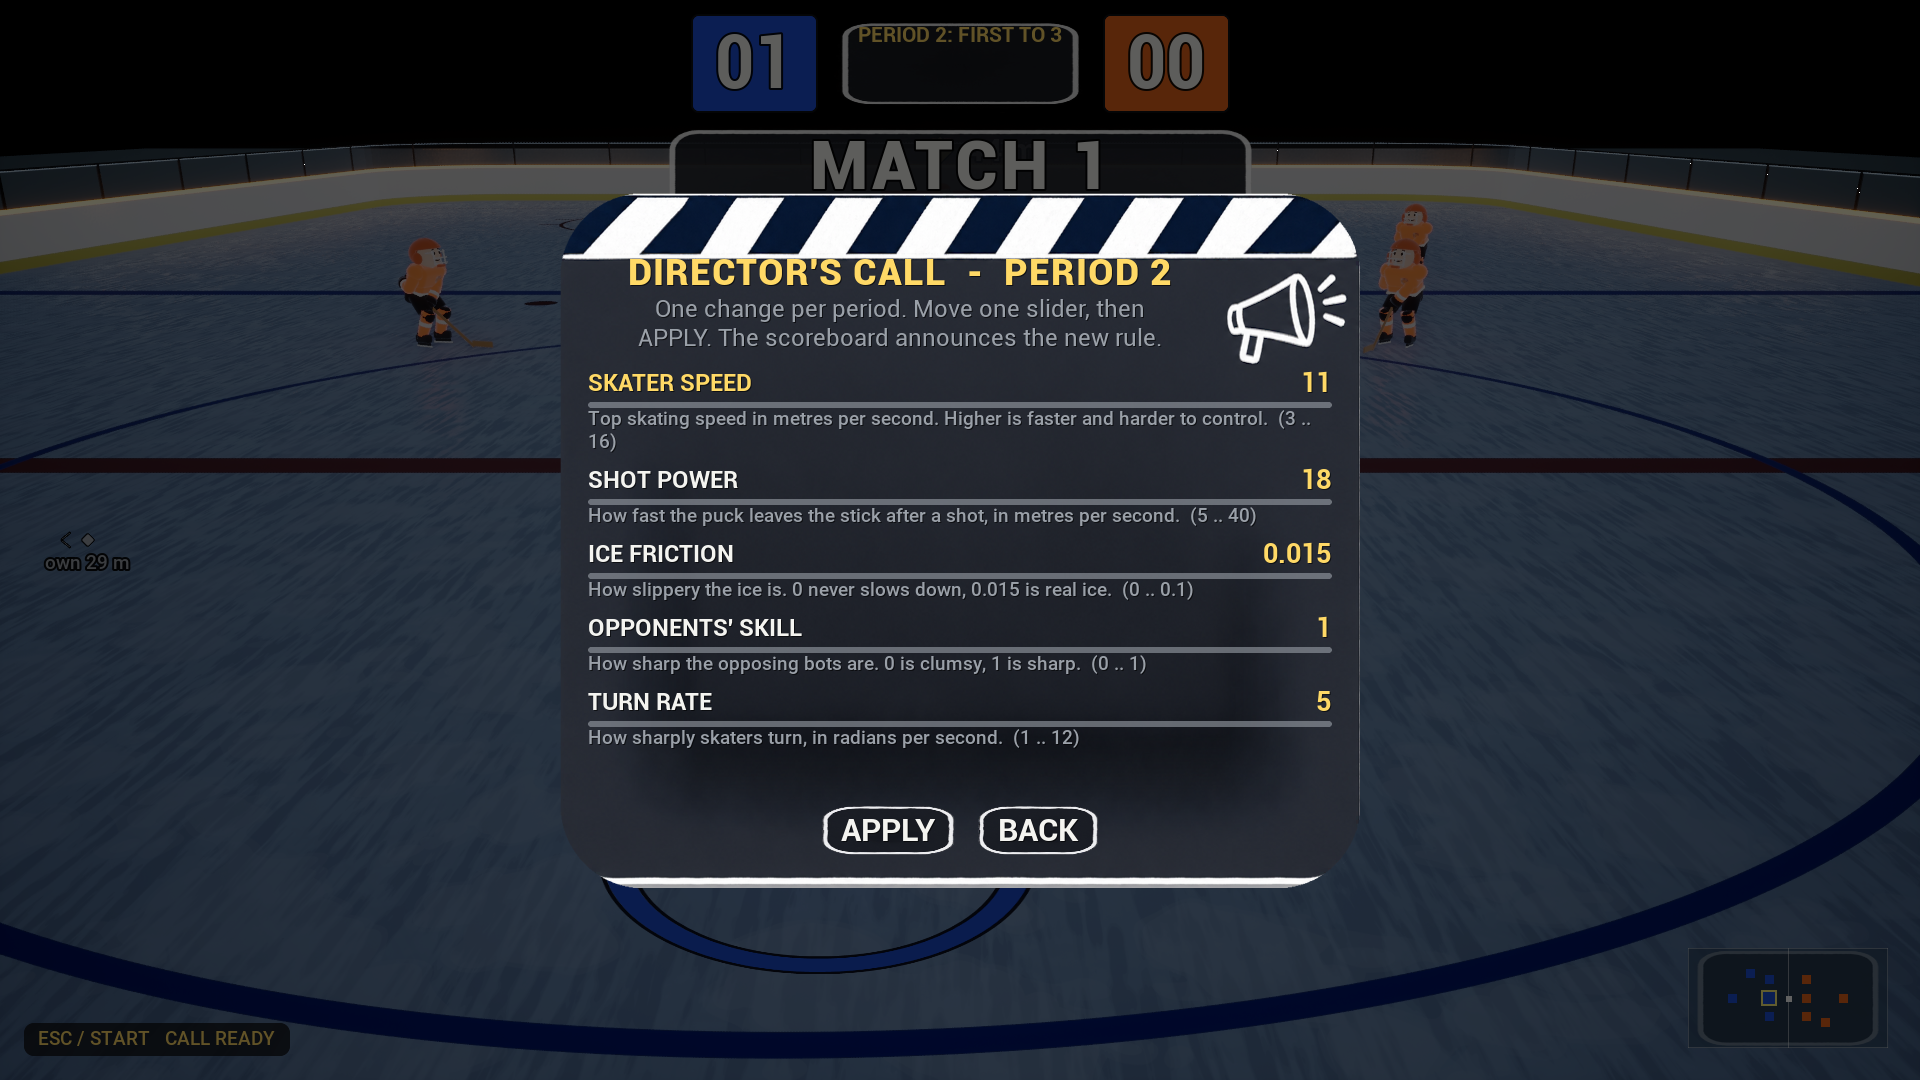 01
PERIOD 2: FIRST TO 3
00
MATCH 1
DIRECTOR'S CALL - PERIOD 2
One change per period. Move one slider, then
APPLY. The scoreboard announces the new rule.
SKATER SPEED 11
Top skating speed in metres per second. Higher is faster and harder to control. (3 ..
16)
SHOT POWER 18
How fast the puck leaves the stick after a shot, in metres per second. (5 .. 40)
ICE FRICTION 0.015
How slippery the ice is. 0 never slows down, 0.015 is real ice. (0 .. 0.1)
OPPONENTS' SKILL 1
How sharp the opposing bots are. 0 is clumsy, 1 is sharp. (0 .. 1)
TURN RATE 5
How sharply skaters turn, in radians per second. (1 .. 12)
APPLY BACK
own 29 m
ESC / START CALL READY